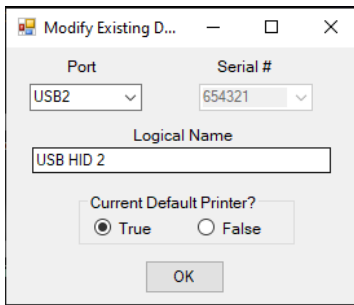 Modify Existing D...
Port Serial #
USB2 654321
Logical Name
USB HID 2
Current Default Printer?
True False
OK